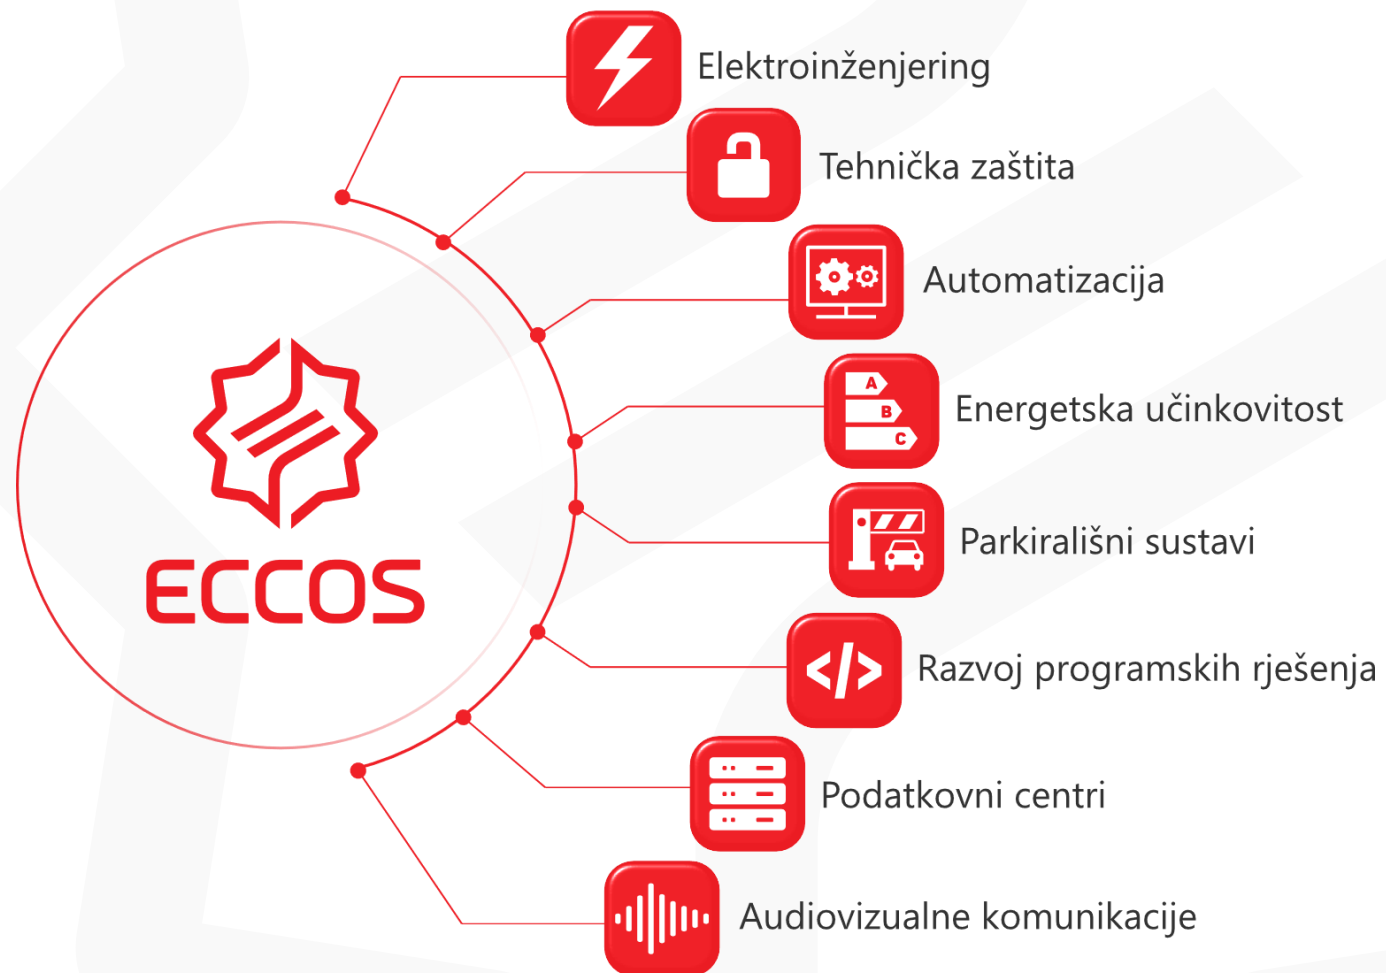 Elektroinženjering
Tehnička zaštita
Automatizacija
A
B
C
Energetska učinkovitost
Parkirališni sustavi
ECCOS
</>
Razvoj programskih rješenja
Podatkovni centri
Audiovizualne komunikacije